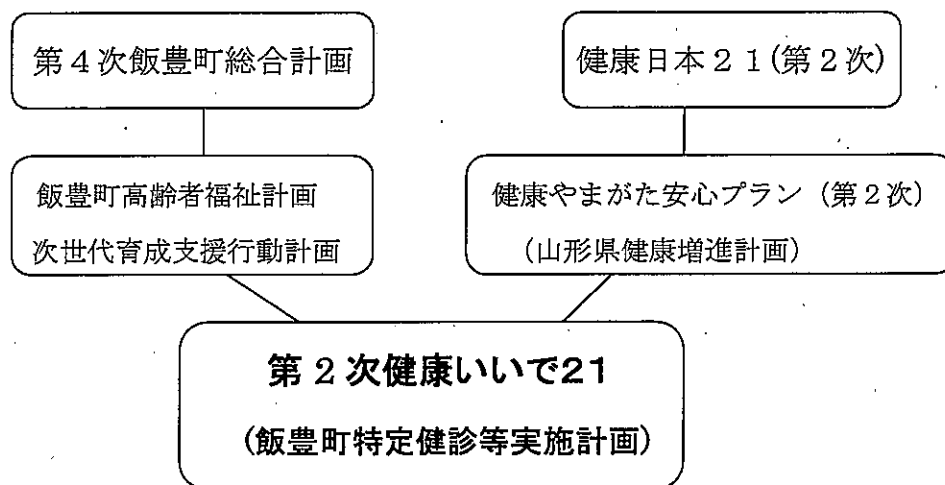 第4次飯豊町総合計画
健康日本21(第2次)
飯豊町高齢者福祉計画
次世代育成支援行動計画
健康やまがた安心プラン(第2次)
(山形県健康増進計画)
第2次健康いいで21
(飯豊町特定健診等実施計画)